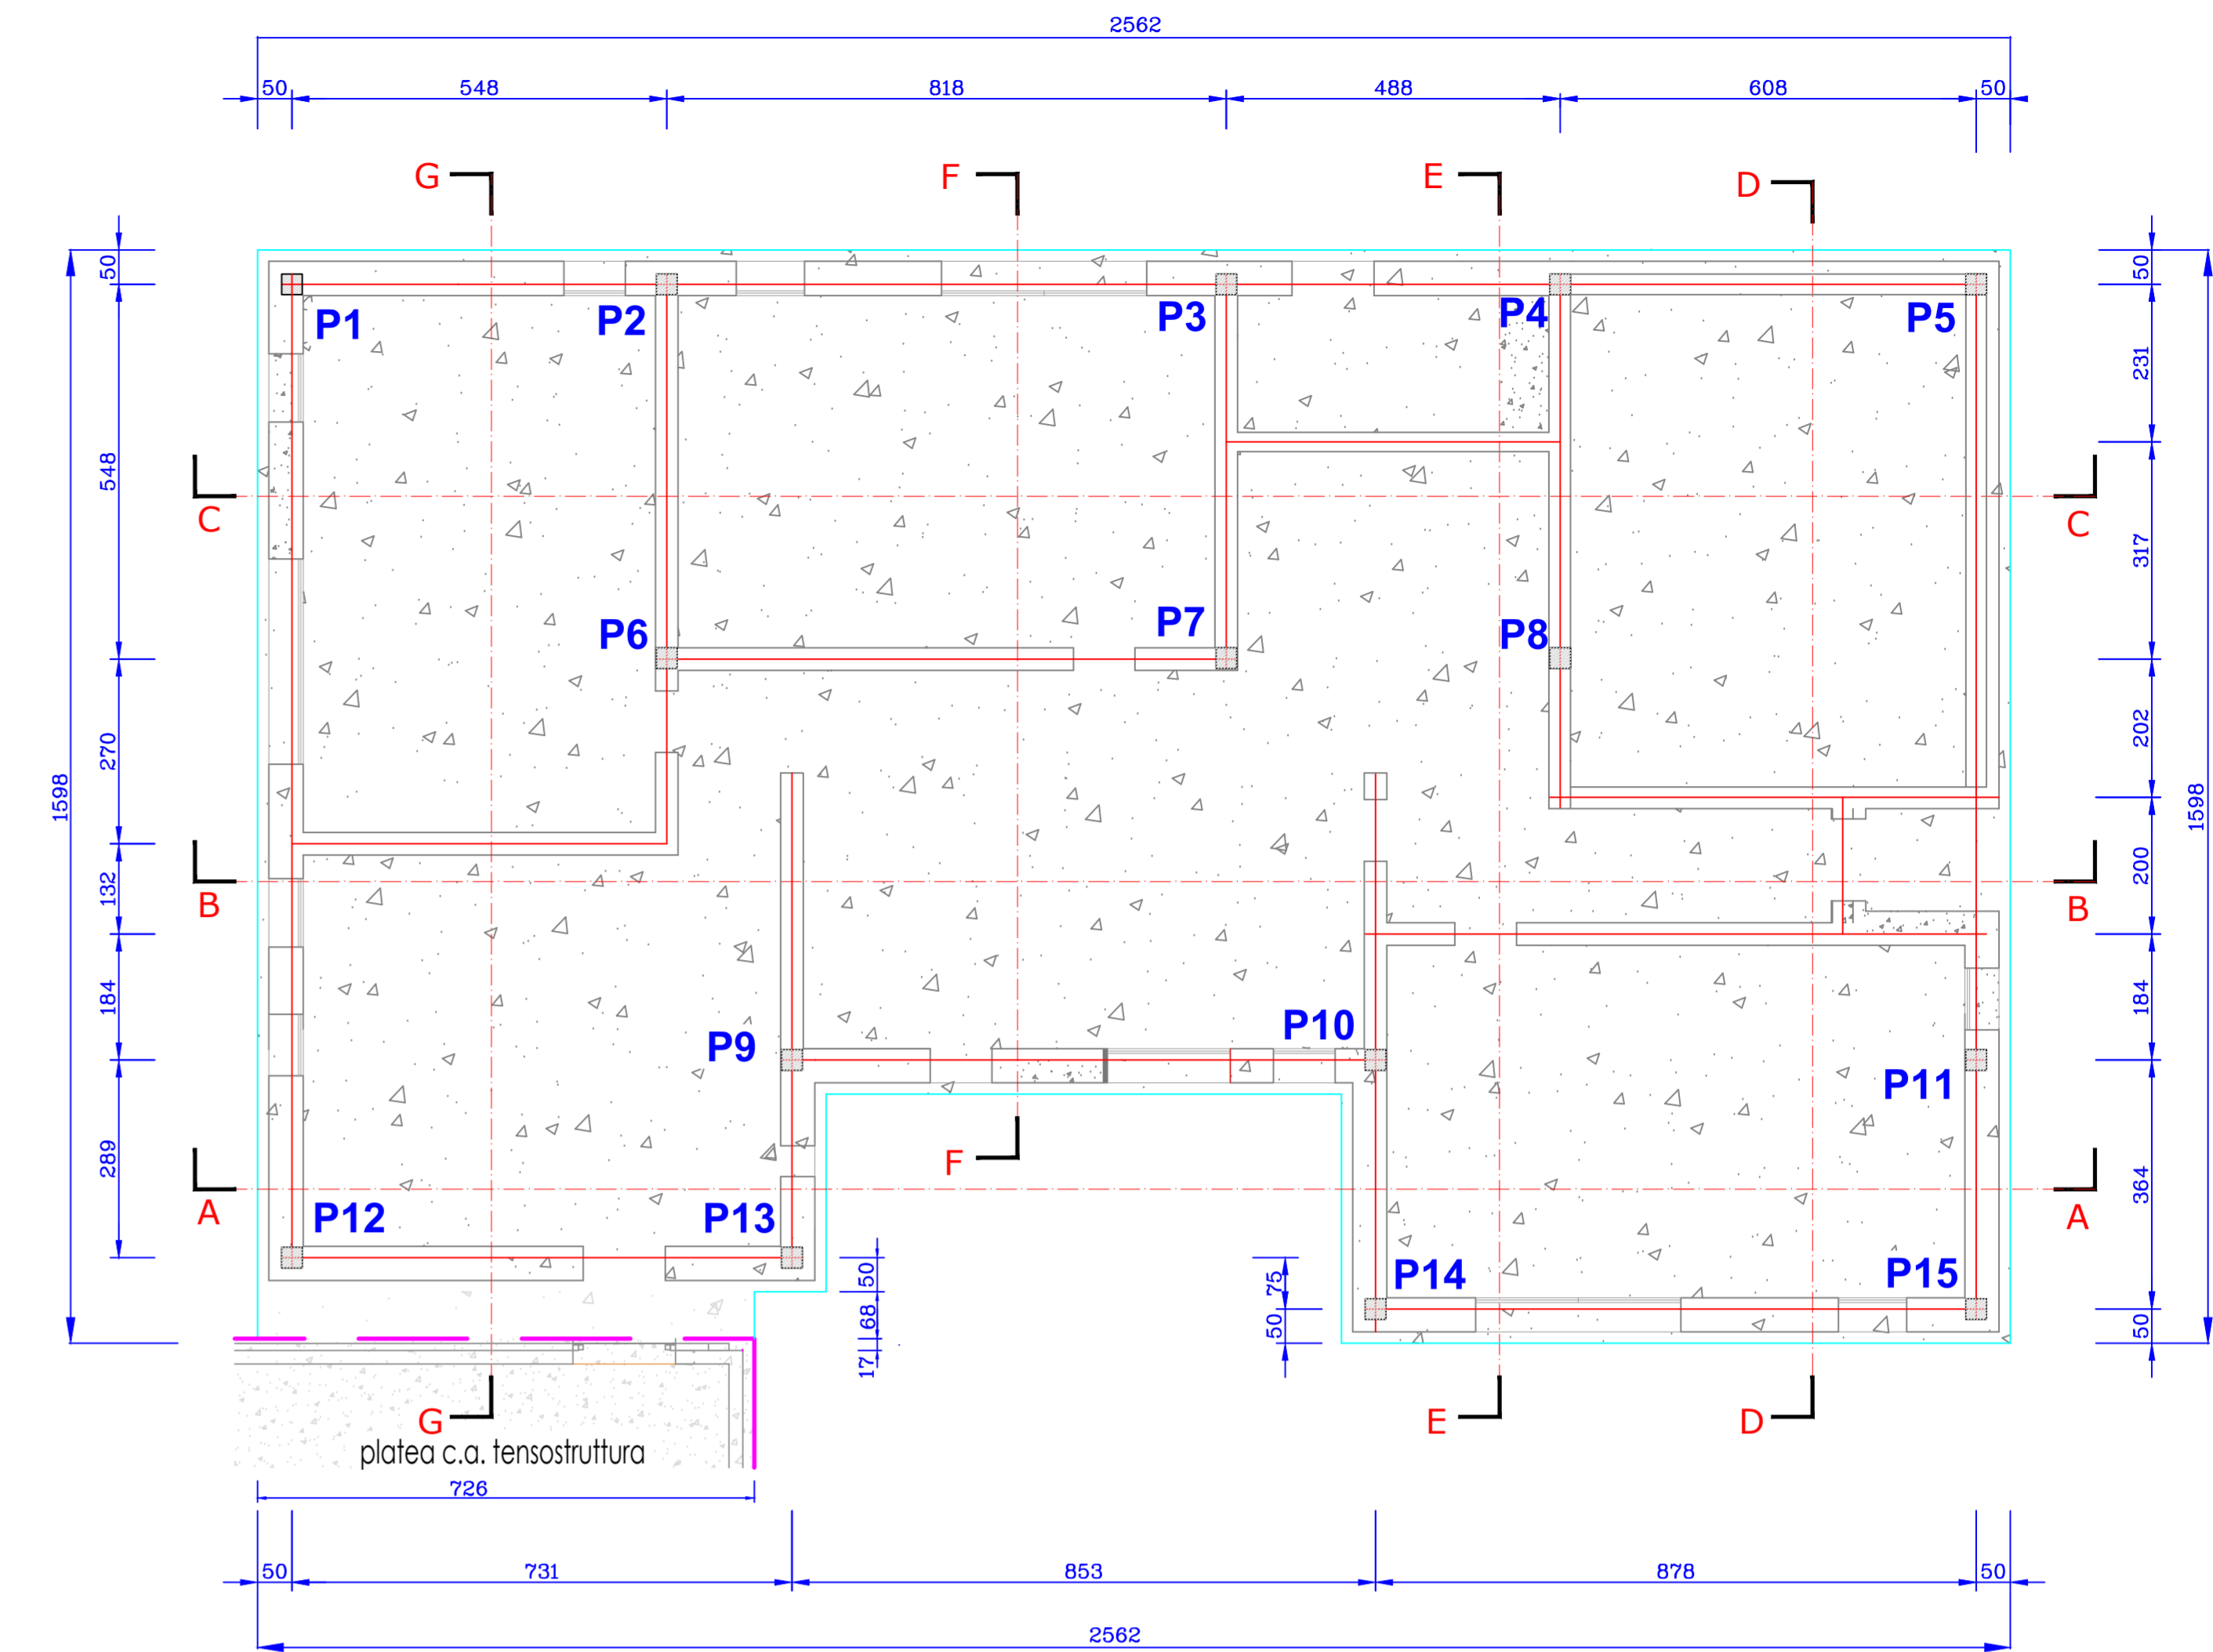 2562
50 548 818 488 608 50
G F E D
50 50
P1 P2 P3 P4 P5
231
548
C C
317
P6 P7 P8
270 202
1598 1598
132 200
B B
184 184
P9 P10 P11
289 364
F
A A
P12 P13 P14 P15
50 75
68 50 50
17
G E D
platea c.a. tensostruttura
726
50 731 853 878 50
2562